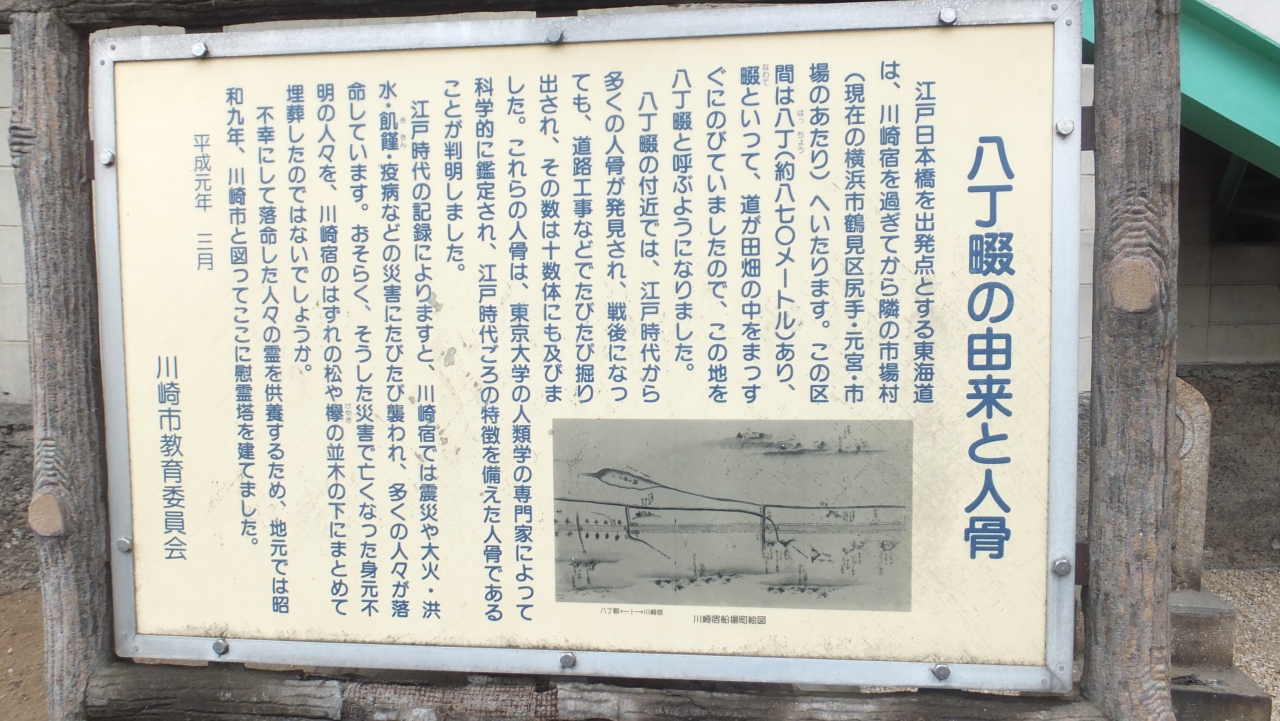 八丁畷の由来と人骨
江戸日本橋を出発点とする東海道
は、川崎宿を過ぎてから隣の市場村
（現在の横浜市鶴見区尻手・元宮・市
場のあたり）へいたります。この区
間は八丁（約八七〇メートル）あり、
はっちょう
畷といって、道が田畑の中をまっす
なわて
ぐにのびていましたので、この地を
八丁畷と呼ぶようになりました。
八丁畷の付近では、江戸時代から
多くの人骨が発見され、戦後になっ
ても、道路工事などでたびたび掘り
出され、その数は十数体にも及びま
した。これらの人骨は、東京大学の人類学の専門家によって
科学的に鑑定され、江戸時代ごろの特徴を備えた人骨である
ことが判明しました。
江戸時代の記録によりますと、川崎宿では震災や大火・洪
水・飢饉・疫病などの災害にたびたび襲われ、多くの人々が落
ききん
命しています。おそらく、そうした災害で亡くなった身元不
明の人々を、川崎宿のはずれの松や欅の並木の下にまとめて
けやき
埋葬したのではないでしょうか。
不幸にして落命した人々の霊を供養するため、地元では昭
和九年、川崎市と図ってここに慰霊塔を建てました。
平成元年 三月
川崎市教育委員会
八丁畷←｜→川崎宿
川崎宿船場町絵図